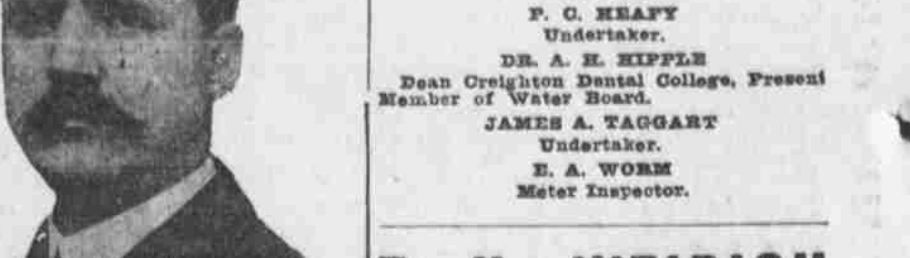 P. C. HEAFY
Undertaker.
DR. A. H. HIPPLE
Dean Creighton Dental College, Present
Member of Water Board.
JAMES A. TAGGART
Undertaker.
E. A. WORM
Meter Inspector.